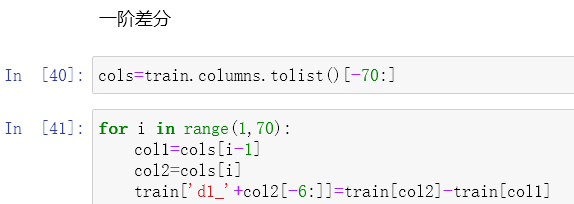 一阶差分
In [40]: cols=train.columns.tolist()[-70:]
In [41]: for i in range(1,70):
    col1=cols[i-1]
    col2=cols[i]
    train['d1_'+col2[-6:]]=train[col2]-train[col1]